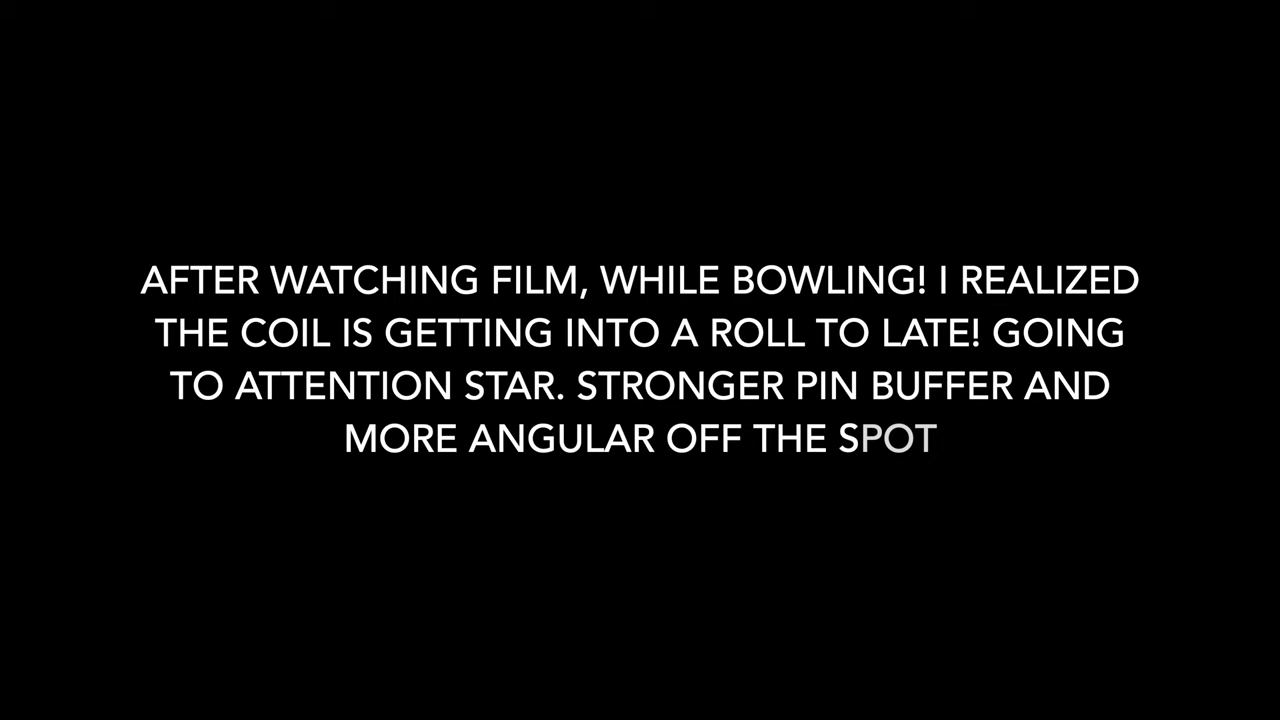 AFTER WATCHING FILM, WHILE BOWLING! I REALIZED
THE COIL IS GETTING INTO A ROLL TO LATE! GOING
TO ATTENTION STAR. STRONGER PIN BUFFER AND
MORE ANGULAR OFF THE SPOT